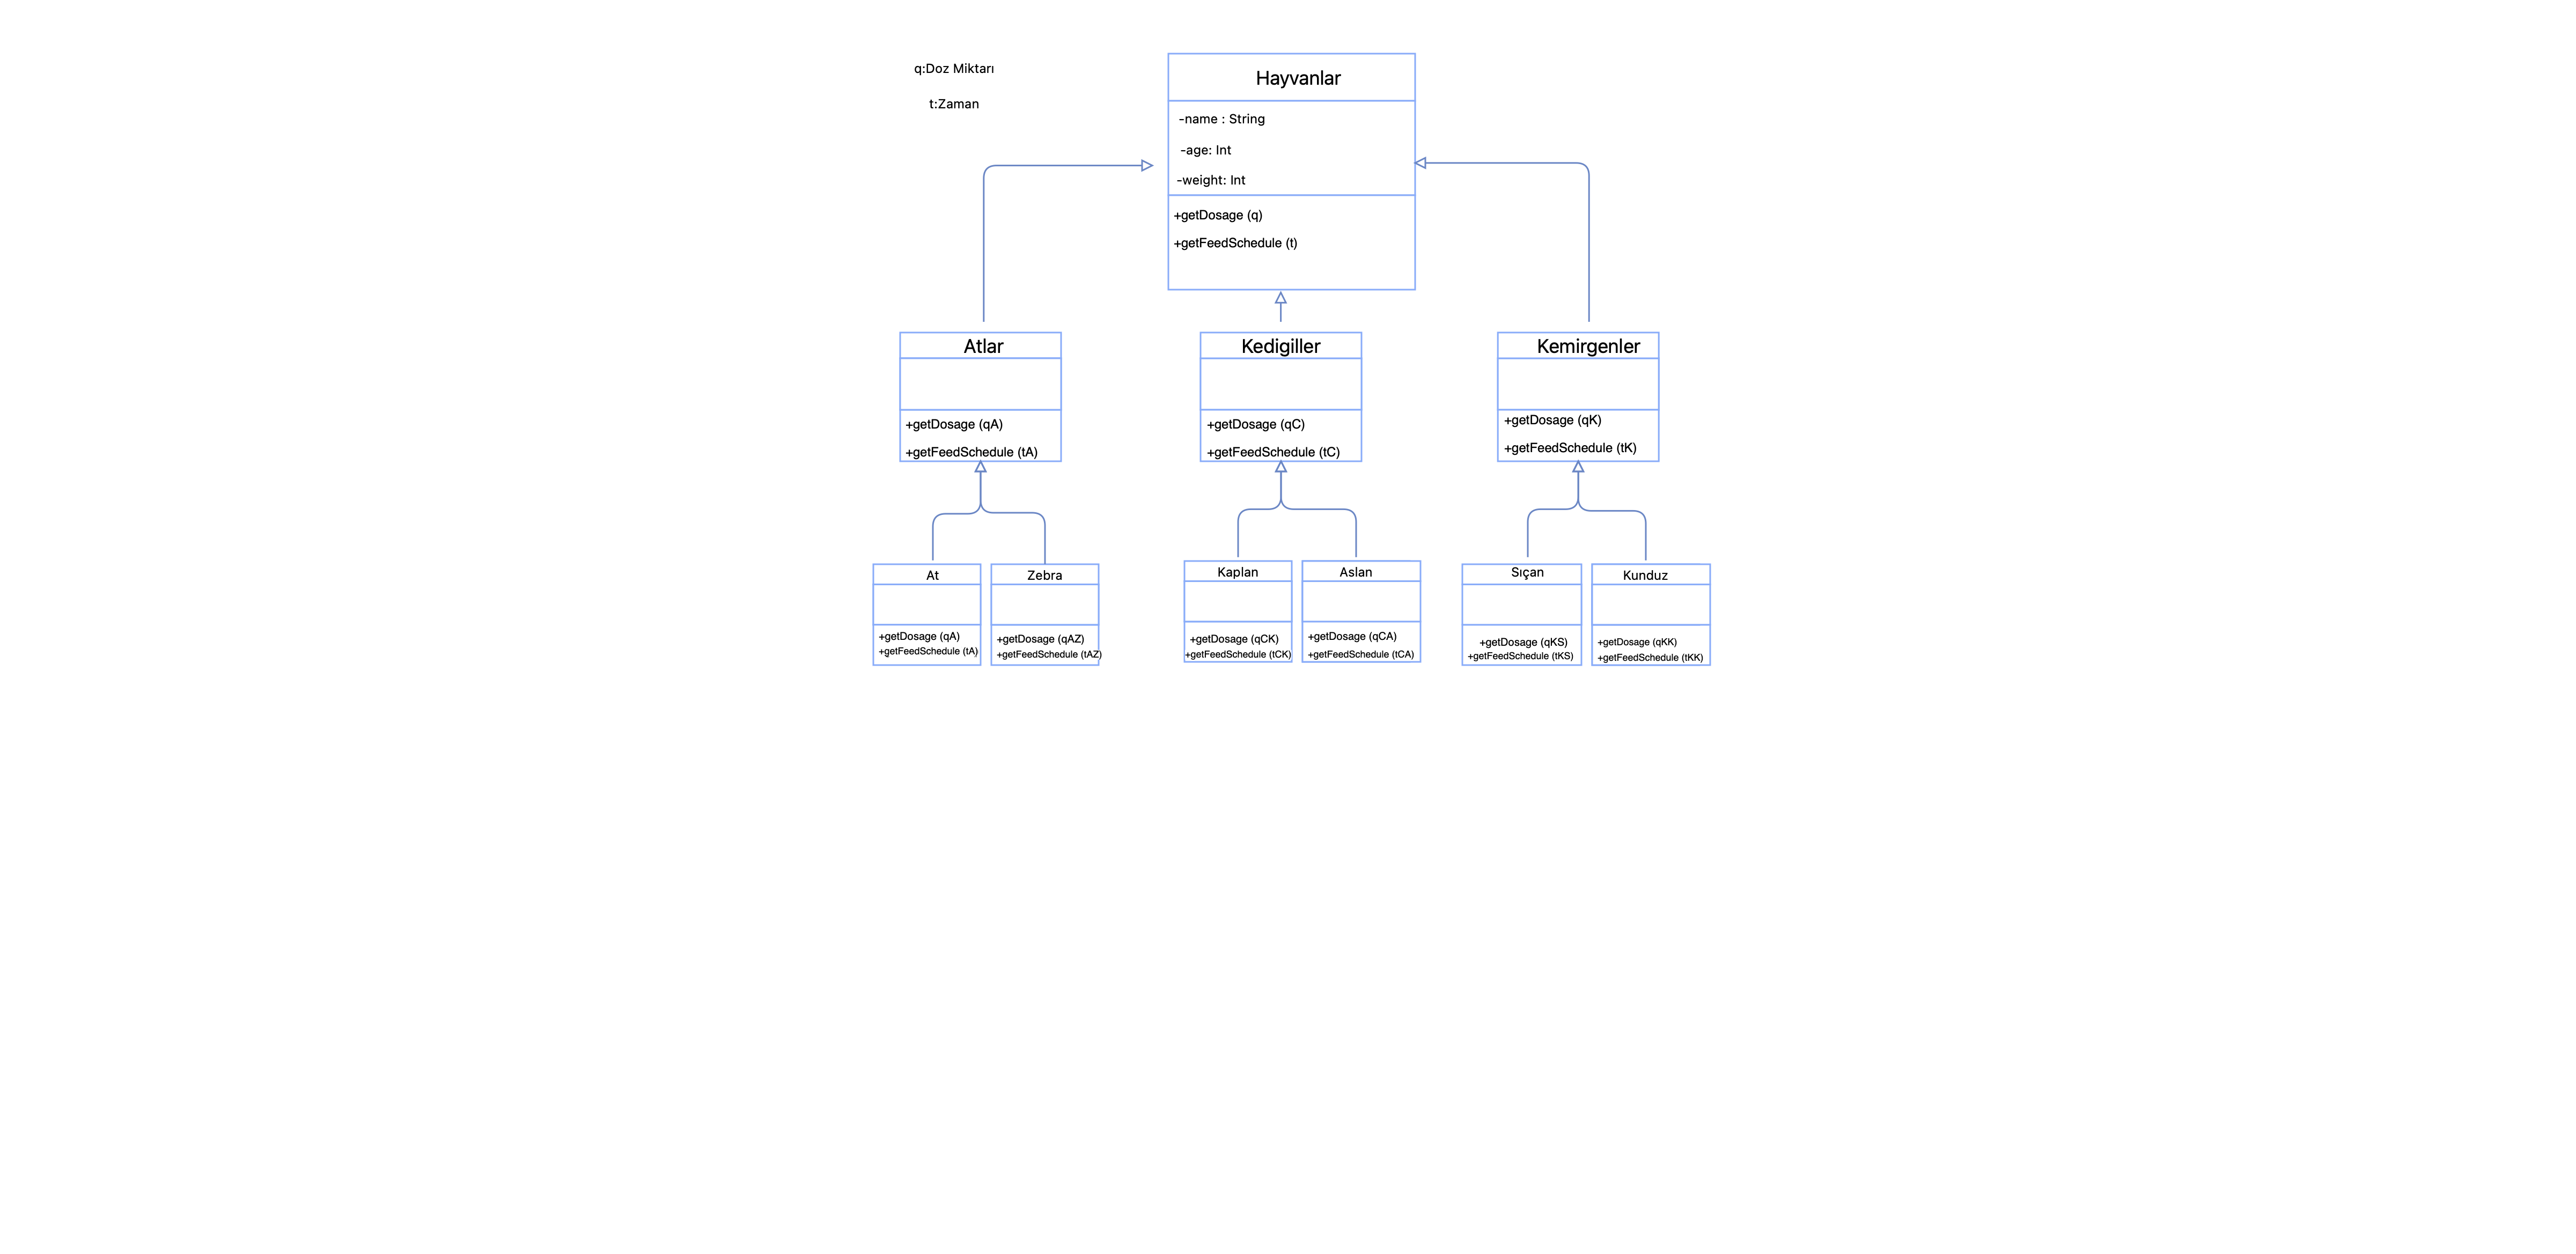 q:Doz Miktarı
t:Zaman
Hayvanlar
-name : String
-age: Int
-weight: Int
+getDosage (q)
+getFeedSchedule (t)
Atlar
+getDosage (qA)
+getFeedSchedule (tA)
Kedigiller
+getDosage (qC)
+getFeedSchedule (tC)
Kemirgenler
+getDosage (qK)
+getFeedSchedule (tK)
At
+getDosage (qA)
+getFeedSchedule (tA)
Zebra
+getDosage (qAZ)
+getFeedSchedule (tAZ)
Kaplan
+getDosage (qCK)
+getFeedSchedule (tCK)
Aslan
+getDosage (qCA)
+getFeedSchedule (tCA)
Sıçan
+getDosage (qKS)
+getFeedSchedule (tKS)
Kunduz
+getDosage (qKK)
+getFeedSchedule (tKK)